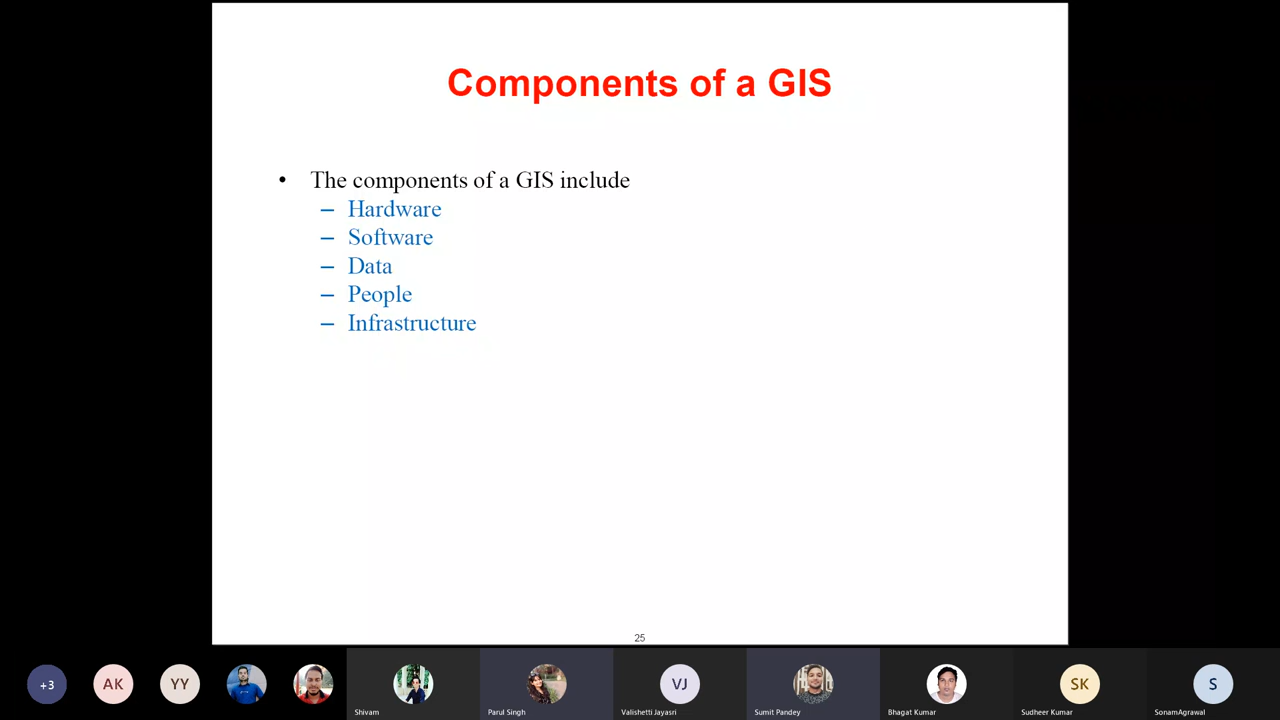 Components of a GIS
• The components of a GIS include
– Hardware
– Software
– Data
– People
– Infrastructure
25
+3
AK
YY
VJ
SK
S
Shivam
Parul Singh
Valishetti Jayasri
Sumit Pandey
Bhagat Kumar
Sudheer Kumar
SonamAgrawal